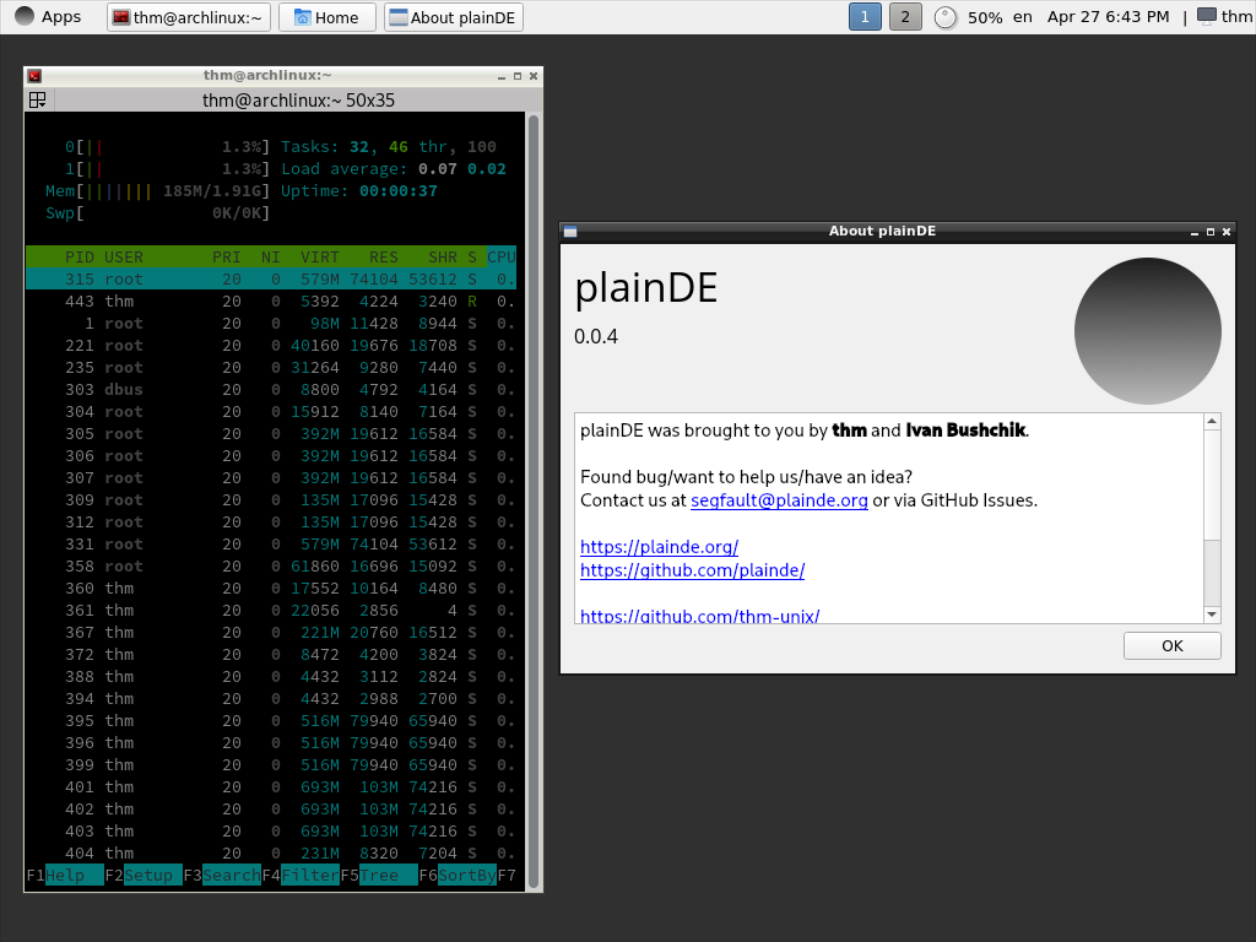 Apps thm@archlinux:~ Home About plainDE 1 2 50% en Apr 27 6:43 PM | thm
thm@archlinux:~
thm@archlinux:~ 50x35
0[|| 1.3%] Tasks: 32, 46 thr, 100
1[|| 1.3%] Load average: 0.07 0.02
Mem[||||||| 185M/1.91G] Uptime: 00:00:37
Swp[ 0K/0K]
PID USER PRI NI VIRT RES SHR S CPU
315 root 20 0 579M 74104 53612 S 0.
443 thm 20 0 5392 4224 3240 R 0.
1 root 20 0 98M 11428 8944 S 0.
221 root 20 0 40160 19676 18708 S 0.
235 root 20 0 31264 9280 7440 S 0.
303 dbus 20 0 8800 4792 4164 S 0.
304 root 20 0 15912 8140 7164 S 0.
305 root 20 0 392M 19612 16584 S 0.
306 root 20 0 392M 19612 16584 S 0.
307 root 20 0 392M 19612 16584 S 0.
309 root 20 0 135M 17096 15428 S 0.
312 root 20 0 135M 17096 15428 S 0.
331 root 20 0 579M 74104 53612 S 0.
358 root 20 0 61860 16696 15092 S 0.
360 thm 20 0 17552 10164 8480 S 0.
361 thm 20 0 22056 2856 4 S 0.
367 thm 20 0 221M 20760 16512 S 0.
372 thm 20 0 8472 4200 3824 S 0.
388 thm 20 0 4432 3112 2824 S 0.
394 thm 20 0 4432 2988 2700 S 0.
395 thm 20 0 516M 79940 65940 S 0.
396 thm 20 0 516M 79940 65940 S 0.
399 thm 20 0 516M 79940 65940 S 0.
401 thm 20 0 693M 103M 74216 S 0.
402 thm 20 0 693M 103M 74216 S 0.
403 thm 20 0 693M 103M 74216 S 0.
404 thm 20 0 231M 8320 7204 S 0.
F1Help F2Setup F3SearchF4FilterF5Tree F6SortByF7
About plainDE
plainDE
0.0.4
plainDE was brought to you by thm and Ivan Bushchik.
Found bug/want to help us/have an idea?
Contact us at segfault@plainde.org or via GitHub Issues.
https://plainde.org/
https://github.com/plainde/
https://github.com/thm-unix/
OK